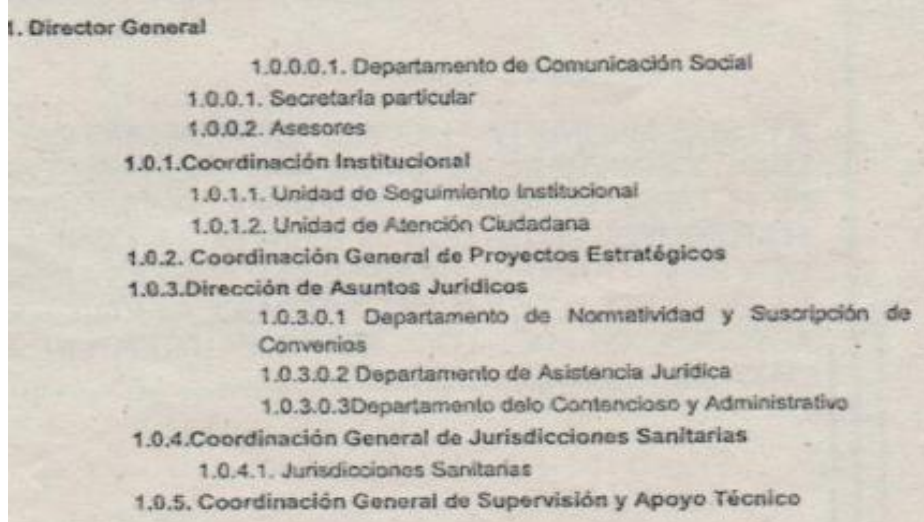 1. Director General
1.0.0.0.1. Departamento de Comunicación Social
1.0.0.1. Secretaria particular
1.0.0.2. Asesores
1.0.1.Coordinación Institucional
1.0.1.1. Unidad de Seguimiento Institucional
1.0.1.2. Unidad de Atención Ciudadana
1.0.2. Coordinación General de Proyectos Estratégicos
1.0.3.Dirección de Asuntos Jurídicos
1.0.3.0.1 Departamento de Normatividad y Suscripción de
Convenios
1.0.3.0.2 Departamento de Asistencia Jurídica
1.0.3.0.3Departamento delo Contencioso y Administrativo
1.0.4.Coordinación General de Jurisdicciones Sanitarias
1.0.4.1. Jurisdicciones Sanitarias
1.0.5. Coordinación General de Supervisión y Apoyo Técnico